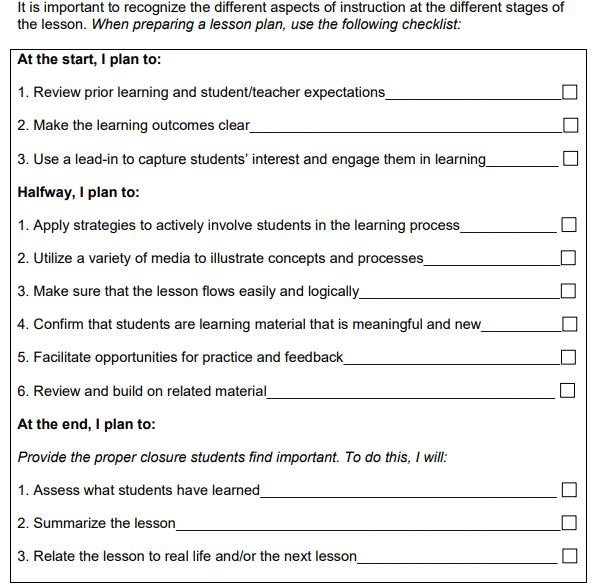 It is important to recognize the different aspects of instruction at the different stages of
the lesson. When preparing a lesson plan, use the following checklist:
At the start, I plan to:
1. Review prior learning and student/teacher expectations
2. Make the learning outcomes clear
3. Use a lead-in to capture students’ interest and engage them in learning
Halfway, I plan to:
1. Apply strategies to actively involve students in the learning process
2. Utilize a variety of media to illustrate concepts and processes
3. Make sure that the lesson flows easily and logically
4. Confirm that students are learning material that is meaningful and new
5. Facilitate opportunities for practice and feedback
6. Review and build on related material
At the end, I plan to:
Provide the proper closure students find important. To do this, I will:
1. Assess what students have learned
2. Summarize the lesson
3. Relate the lesson to real life and/or the next lesson